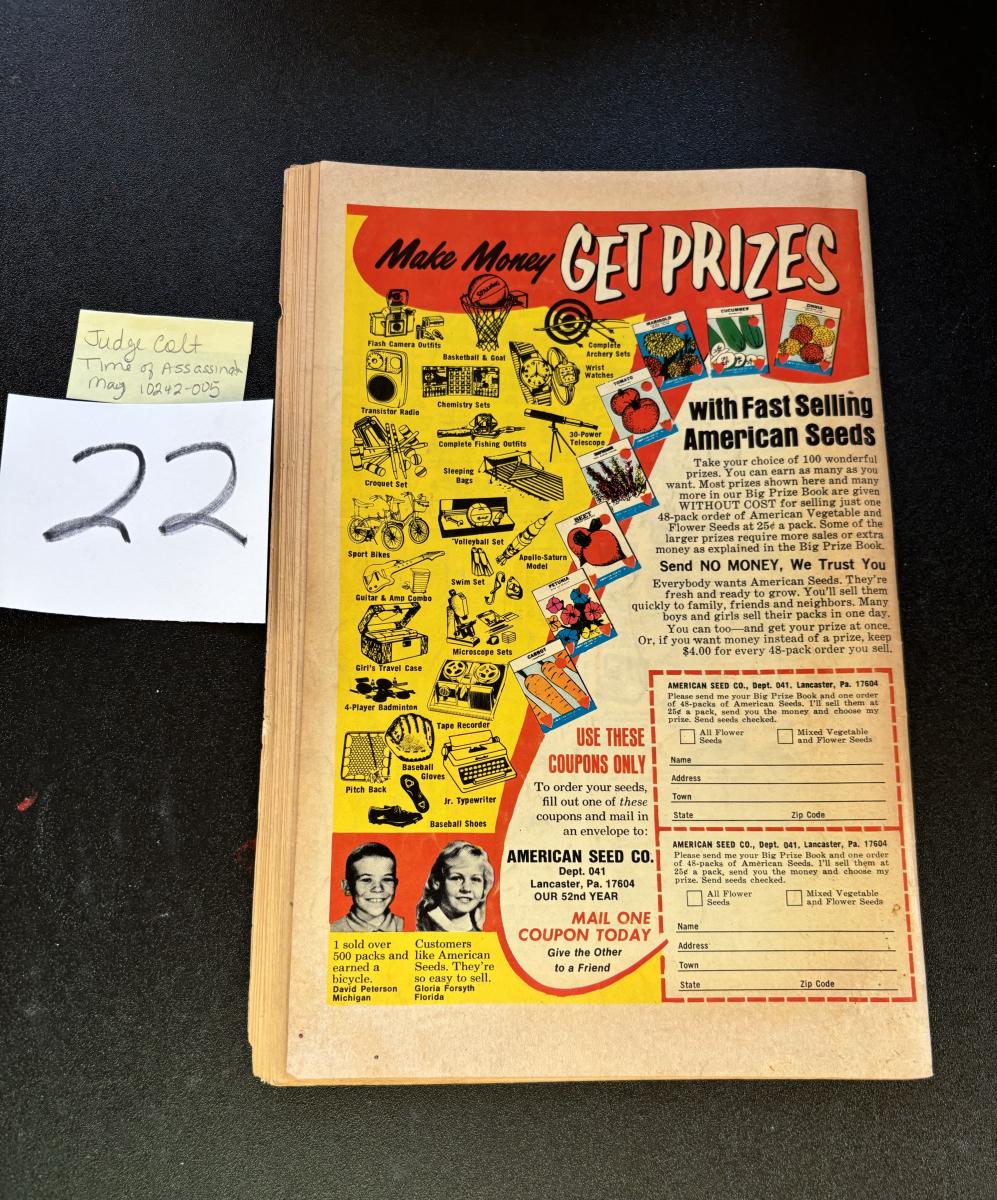 Judge Colt
Time of Assassinat
May 10242-005
22
Make Money GET PRIZES
Flash Camera Outfits
SPALDING
Basketball & Goal
Complete
Archery Sets
Wrist
Watches
Transistor Radio
Chemistry Sets
Complete Fishing Outfits
30-Power
Telescope
Croquet Set
Sleeping
Bags
Sport Bikes
Volleyball Set
Apollo-Saturn
Model
Guitar & Amp Combo
Swim Set
Girl's Travel Case
Microscope Sets
4-Player Badminton
Tape Recorder
Pitch Back
Baseball
Gloves
Jr. Typewriter
Baseball Shoes
MARIGOLD
CUCUMBER
ZINNIA
TOMATO
BEET
PETUNIA
CARROT
with Fast Selling
American Seeds
Take your choice of 100 wonderful
prizes. You can earn as many as you
want. Most prizes shown here and many
more in our Big Prize Book are given
WITHOUT COST for selling just one
48-pack order of American Vegetable and
Flower Seeds at 25¢ a pack. Some of the
larger prizes require more sales or extra
money as explained in the Big Prize Book.
Send NO MONEY, We Trust You
Everybody wants American Seeds. They're
fresh and ready to grow. You'll sell them
quickly to family, friends and neighbors. Many
boys and girls sell their packs in one day.
You can too—and get your prize at once.
Or, if you want money instead of a prize, keep
$4.00 for every 48-pack order you sell.
USE THESE
COUPONS ONLY
To order your seeds,
fill out one of these
coupons and mail in
an envelope to:
AMERICAN SEED CO.
Dept. 041
Lancaster, Pa. 17604
OUR 52nd YEAR
MAIL ONE
COUPON TODAY
Give the Other
to a Friend
AMERICAN SEED CO., Dept. 041, Lancaster, Pa. 17604
Please send me your Big Prize Book and one order
of 48-packs of American Seeds. I'll sell them at
25¢ a pack, send you the money and choose my
prize. Send seeds checked.
All Flower
Seeds
Mixed Vegetable
and Flower Seeds
Name
Address
Town
State Zip Code
AMERICAN SEED CO., Dept. 041, Lancaster, Pa. 17604
Please send me your Big Prize Book and one order
of 48-packs of American Seeds. I'll sell them at
25¢ a pack, send you the money and choose my
prize. Send seeds checked.
All Flower
Seeds
Mixed Vegetable
and Flower Seeds
Name
Address
Town
State Zip Code
I sold over
500 packs and
earned a
bicycle.
David Peterson
Michigan
Customers
like American
Seeds. They're
so easy to sell.
Gloria Forsyth
Florida